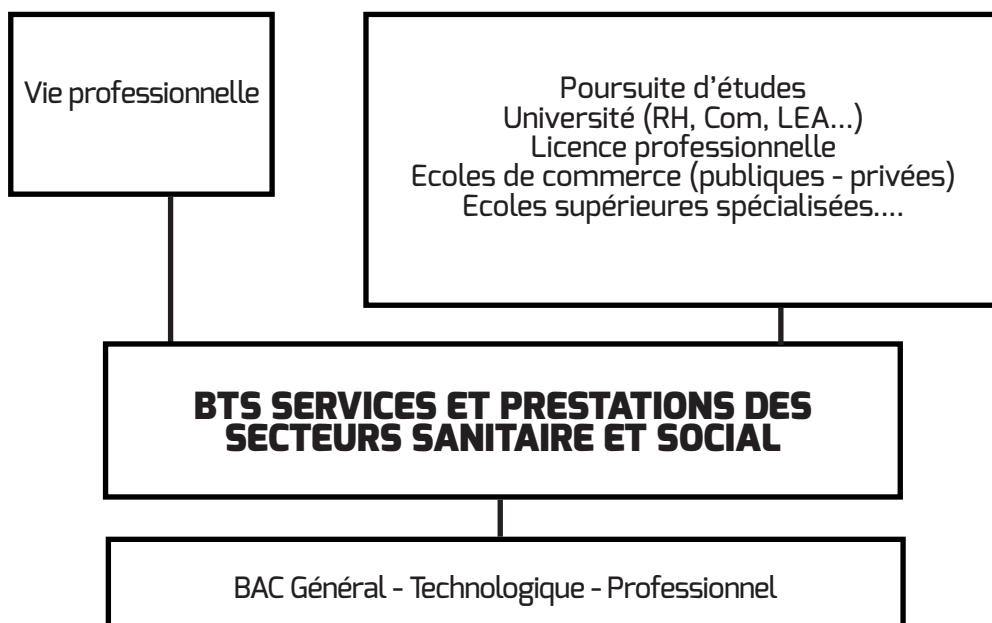 Vie professionnelle
Poursuite d’études
Université (RH, Com, LEA...)
Licence professionnelle
Ecoles de commerce (publiques - privées)
Ecoles supérieures spécialisées....
BTS SERVICES ET PRESTATIONS DES
SECTEURS SANITAIRE ET SOCIAL
BAC Général - Technologique - Professionnel